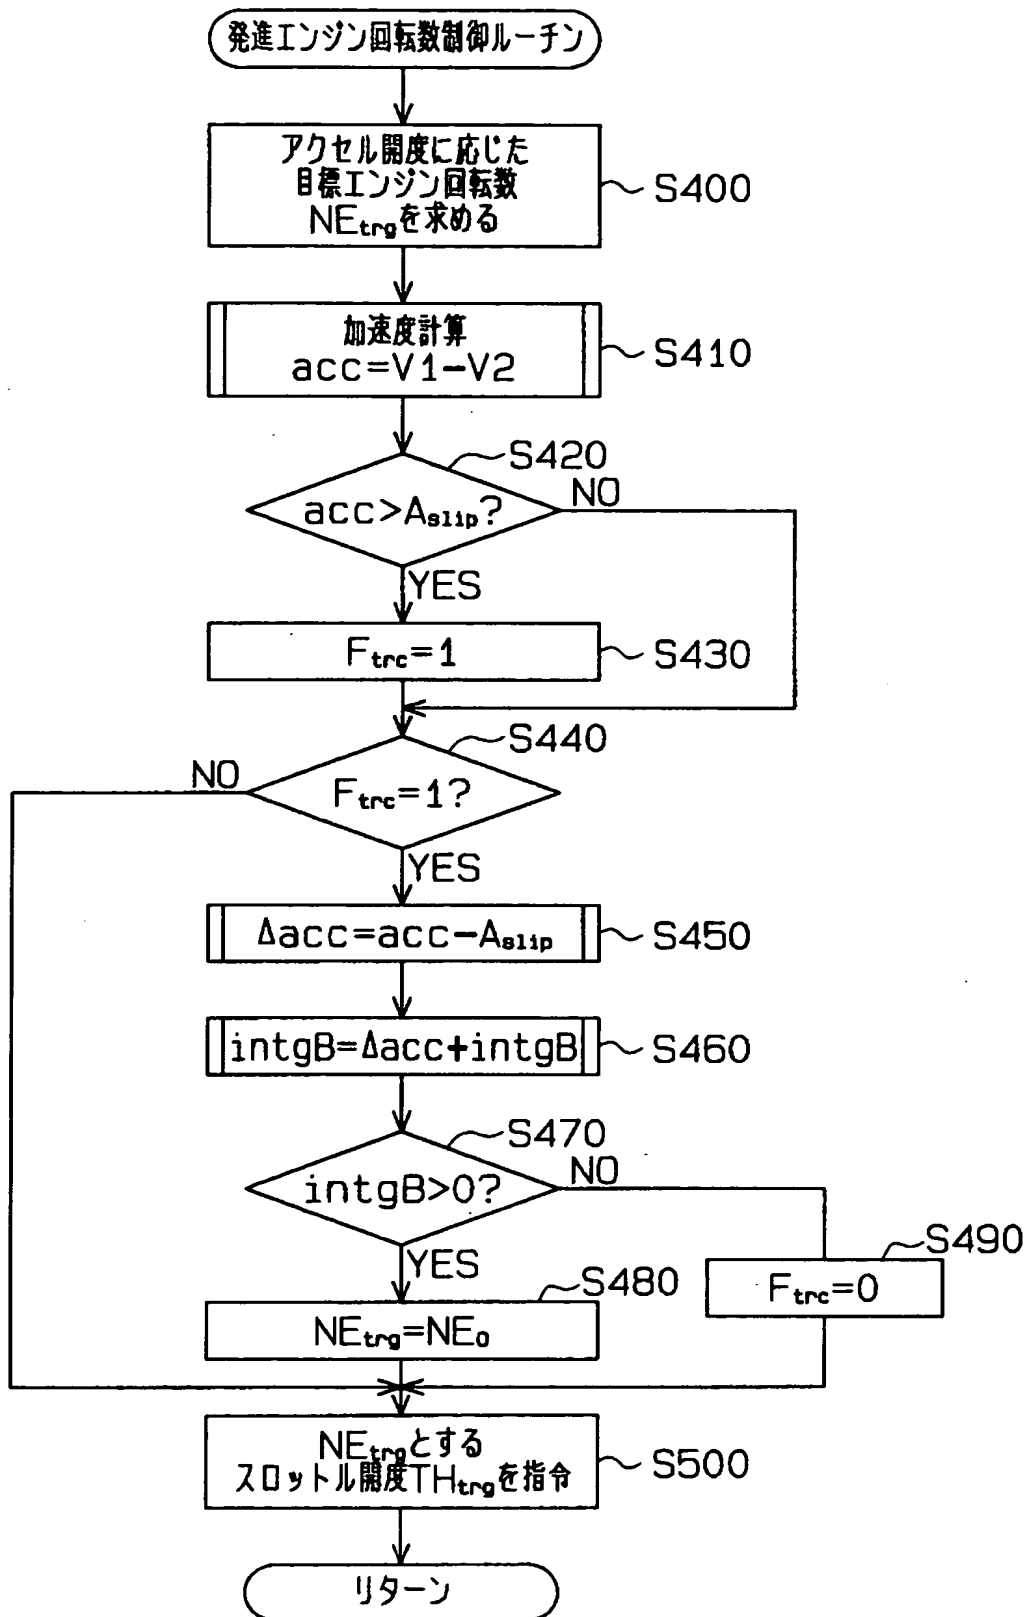 発進エンジン回転数制御ルーチン
アクセル開度に応じた
目標エンジン回転数
NEtrgを求める
S400
加速度計算
acc=V1-V2
S410
S420
acc>Aslip?
NO
YES
Ftrc=1
S430
S440
NO
Ftrc=1?
YES
Δacc=acc-Aslip
S450
intgB=Δacc+intgB
S460
S470
intgB>0?
NO
YES
S490
Ftrc=0
S480
NEtrg=NE0
NEtrgとする
スロットル開度THtrgを指令
S500
リターン